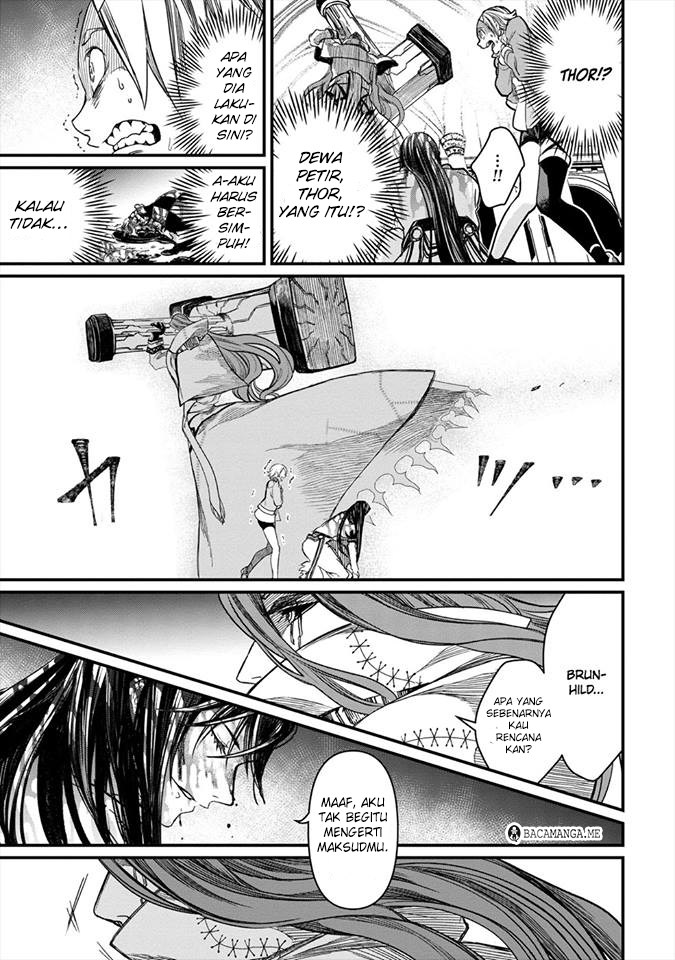 THOR!?
...!!
DEWA
PETIR,
THOR,
YANG ITU!?
APA
YANG
DIA
LAKU-
KAN DI
SINI?
A-AKU
HARUS
BER-
SIM-
PUH!
KALAU
TIDAK...
BRUN-
HILD...
APA YANG
SEBENARNYA
KAU
RENCANA
KAN?
MAAF, AKU
TAK BEGITU
MENGERTI
MAKSUDMU.
BACAMANGA.ME